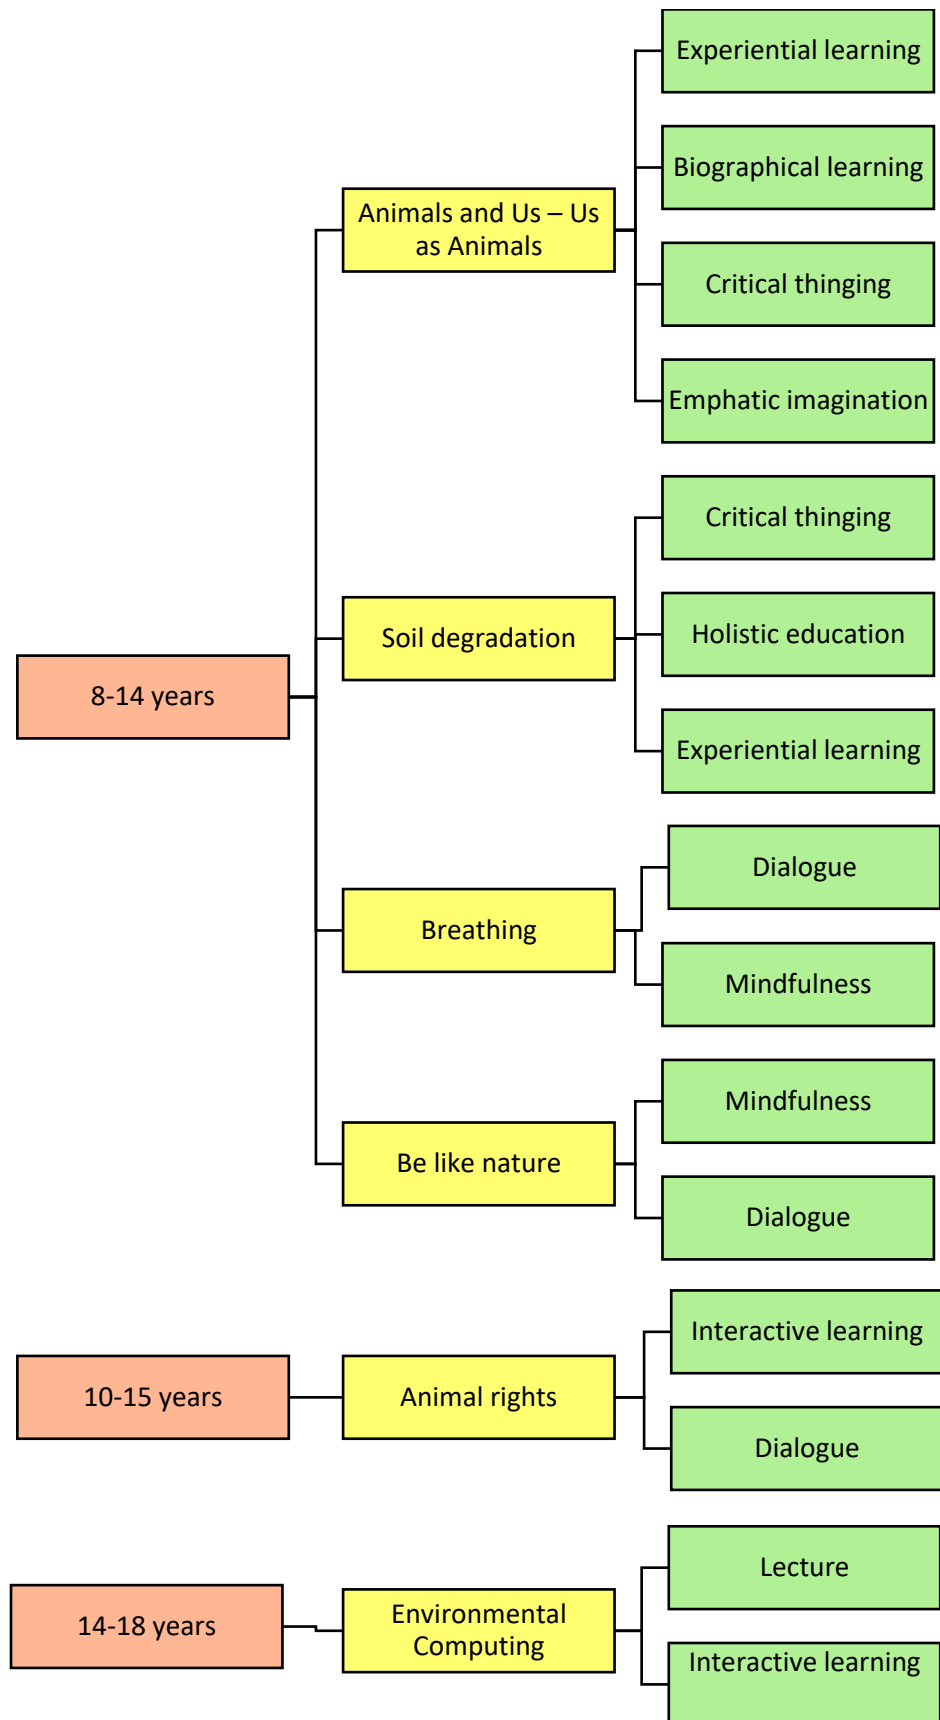 8-14 years
Animals and Us – Us
as Animals
Experiential learning
Biographical learning
Critical thinging
Emphatic imagination
Soil degradation
Critical thinging
Holistic education
Experiential learning
Breathing
Dialogue
Mindfulness
Be like nature
Mindfulness
Dialogue
10-15 years
Animal rights
Interactive learning
Dialogue
14-18 years
Environmental
Computing
Lecture
Interactive learning